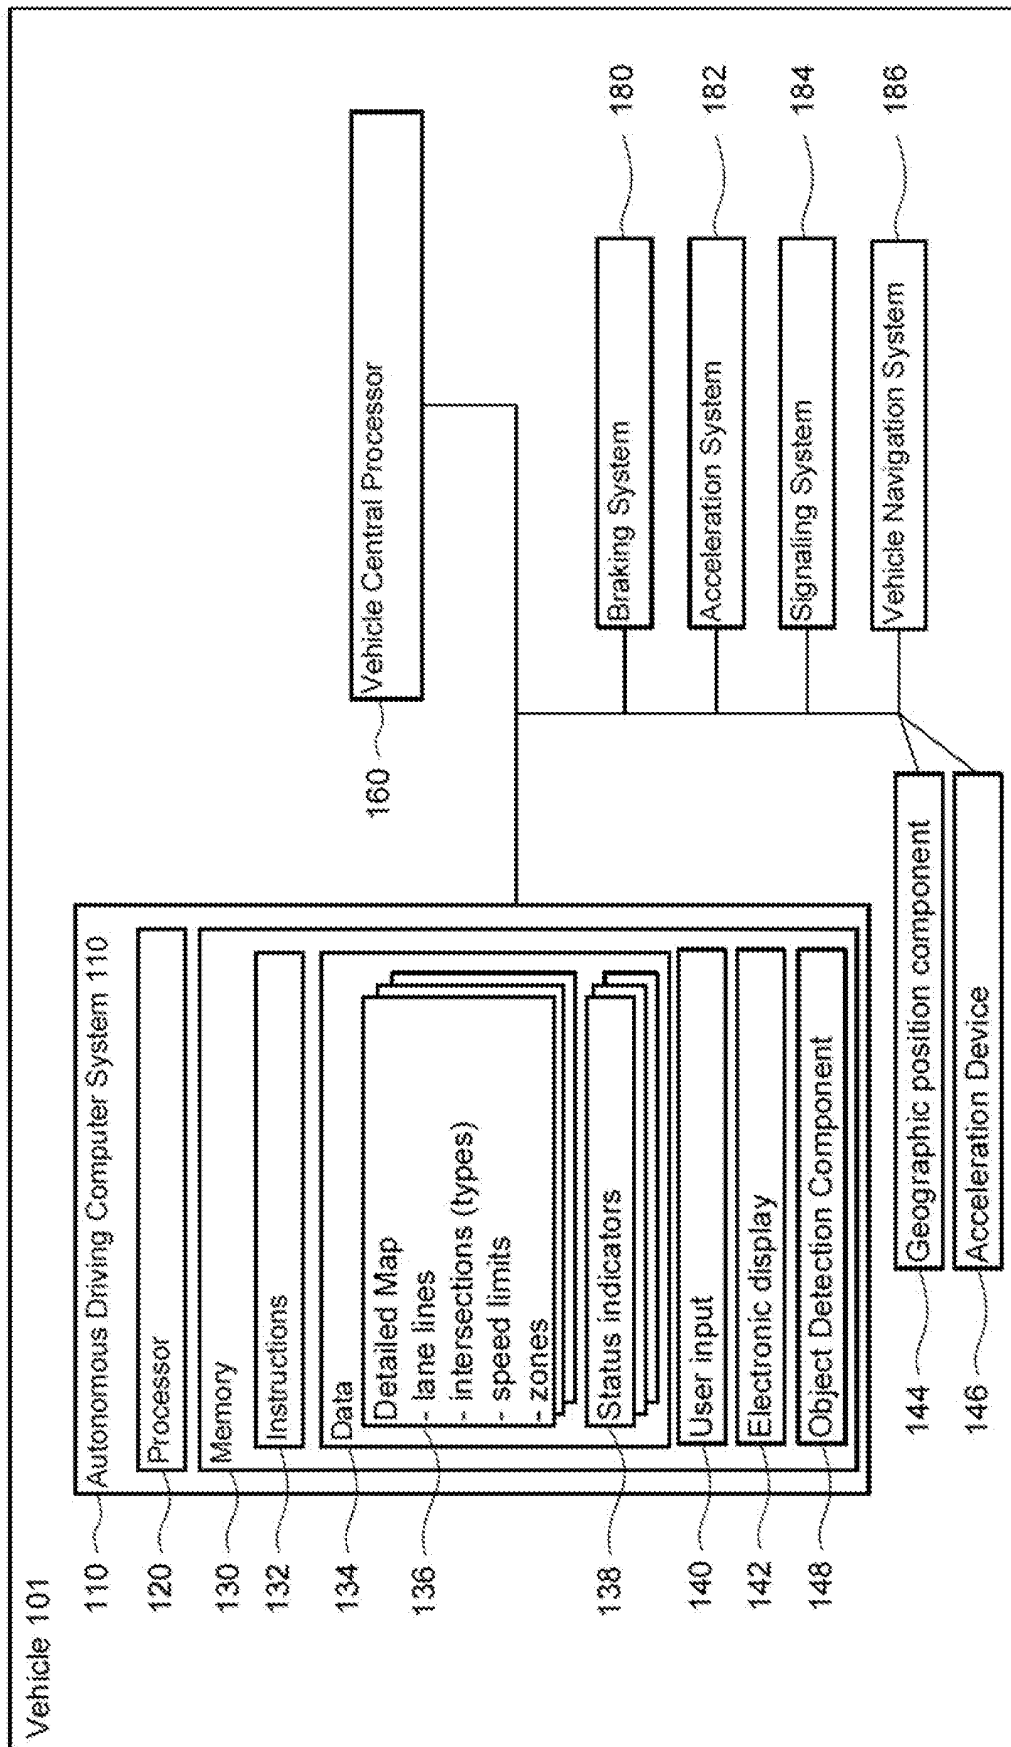 Vehicle 101
110
Autonomous Driving Computer System 110
120
Processor
130
Memory
132
Instructions
134
Data
136
Detailed Map
- lane lines
- intersections (types)
- speed limits
- zones
138
Status indicators
140
User input
142
Electronic display
148
Object Detection Component
144
Geographic position component
146
Acceleration Device
160
Vehicle Central Processor
Braking System
180
Acceleration System
182
Signaling System
184
Vehicle Navigation System
186